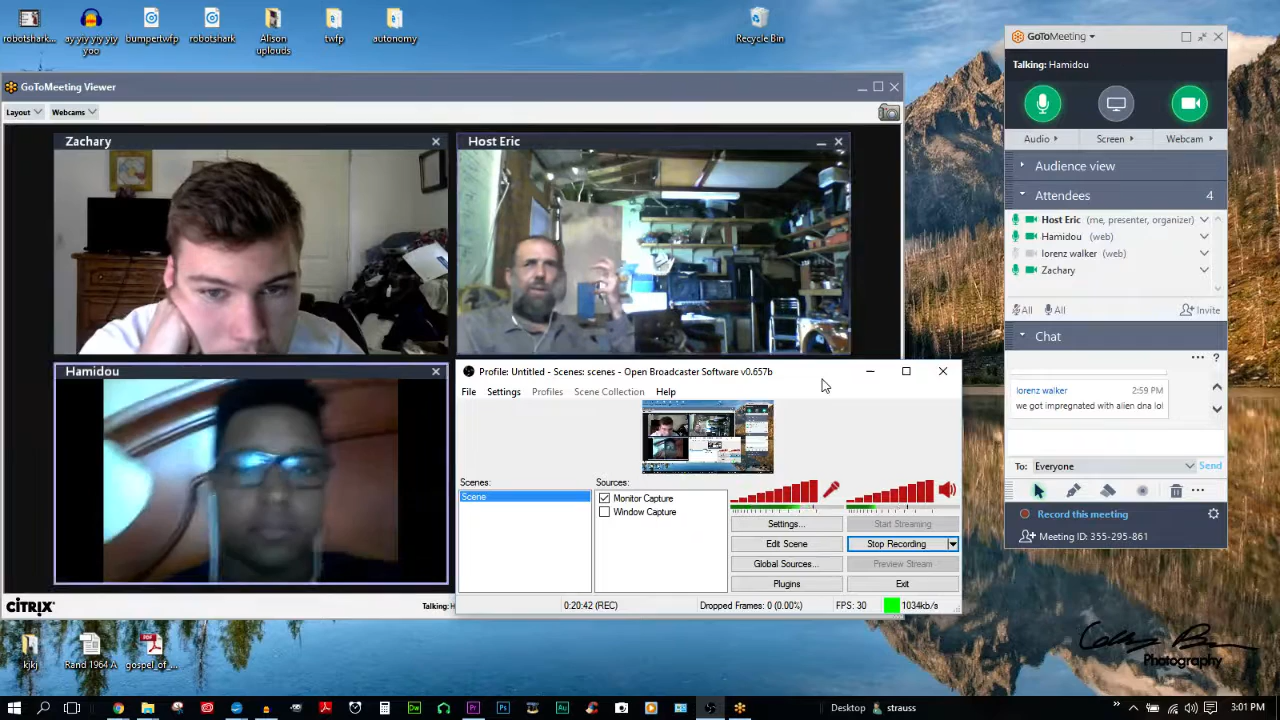 robotshark...
ay.yiy.yiy.yiy
yoo
bumpertwfp
robotshark
Alison
uplouds
twfp
autonomy
Recycle Bin
GoToMeeting Viewer
Layout
Webcams
Zachary
Host Eric
Hamidou
CITRIX
Talking: H
Profile: Untitled - Scenes: scenes - Open Broadcaster Software v0.657b
File Settings Profiles Scene Collection Help
Scenes:
Scene
Sources:
Monitor Capture
Window Capture
Settings...
Start Streaming
Edit Scene
Stop Recording
Global Sources...
Preview Stream
Plugins
Exit
0:20:42 (REC)
Dropped Frames: 0 (0.00%)
FPS: 30
1034kb/s
GoToMeeting
Talking: Hamidou
Audio
Screen
Webcam
Audience view
Attendees 4
Host Eric (me, presenter, organizer)
Hamidou (web)
lorenz walker (web)
Zachary
All
All
Invite
Chat
?
lorenz walker 2:59 PM
we got impregnated with alien dna lol
To: Everyone
Send
Record this meeting
Meeting ID: 355-295-861
kjkj
Rand 1964 A
gospel_of_...
Photography
Desktop
strauss
3:01 PM